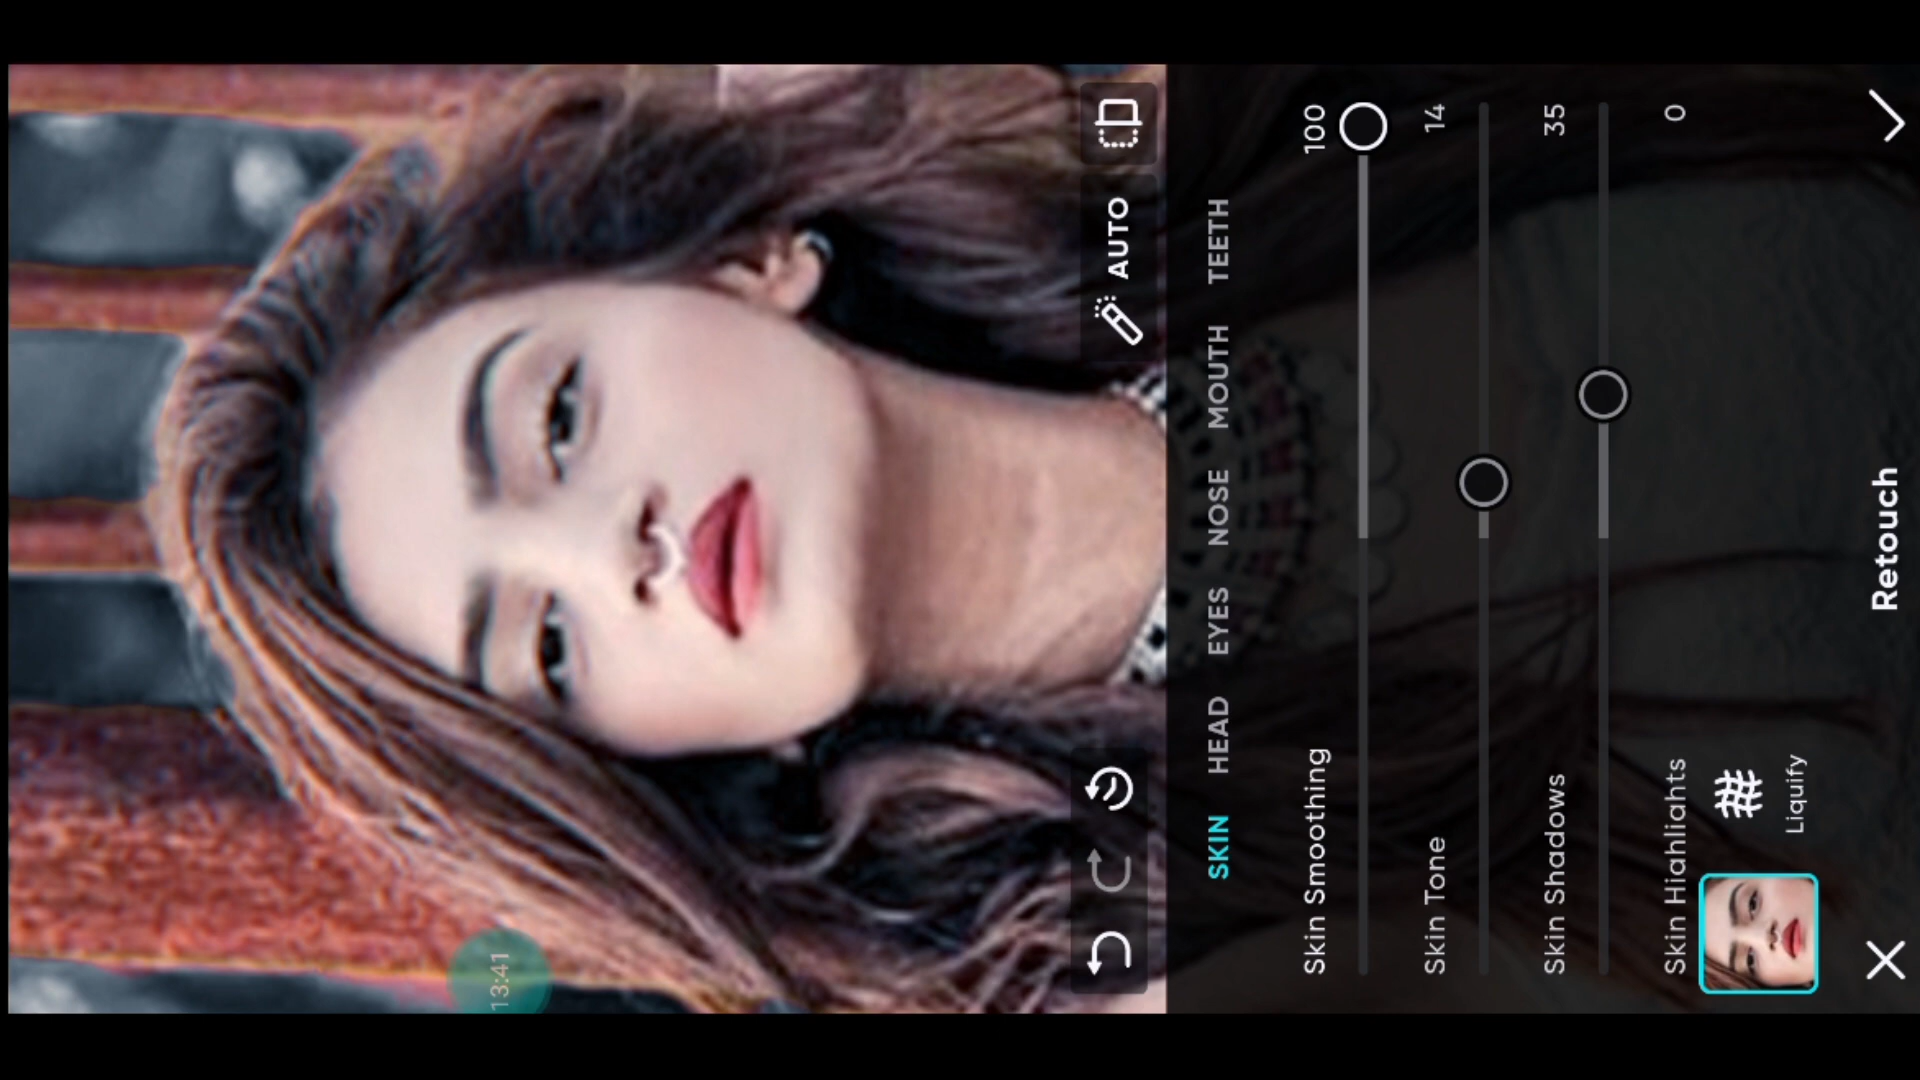 13:41
AUTO
SKIN HEAD EYES NOSE MOUTH TEETH
Skin Smoothing 100
Skin Tone 14
Skin Shadows 35
Skin Highlights 0
Liquify
Retouch